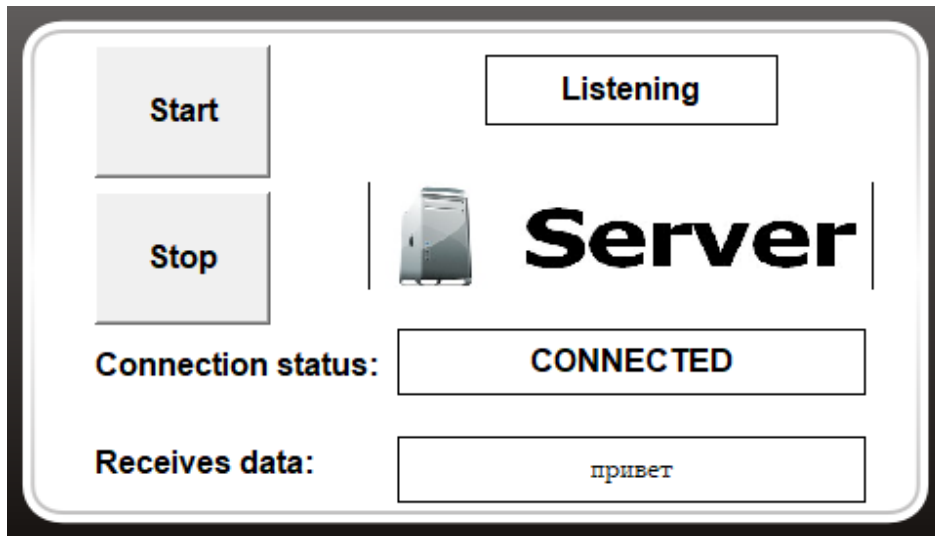 Start
Listening
Stop
Server
Connection status:
CONNECTED
Receives data:
привет